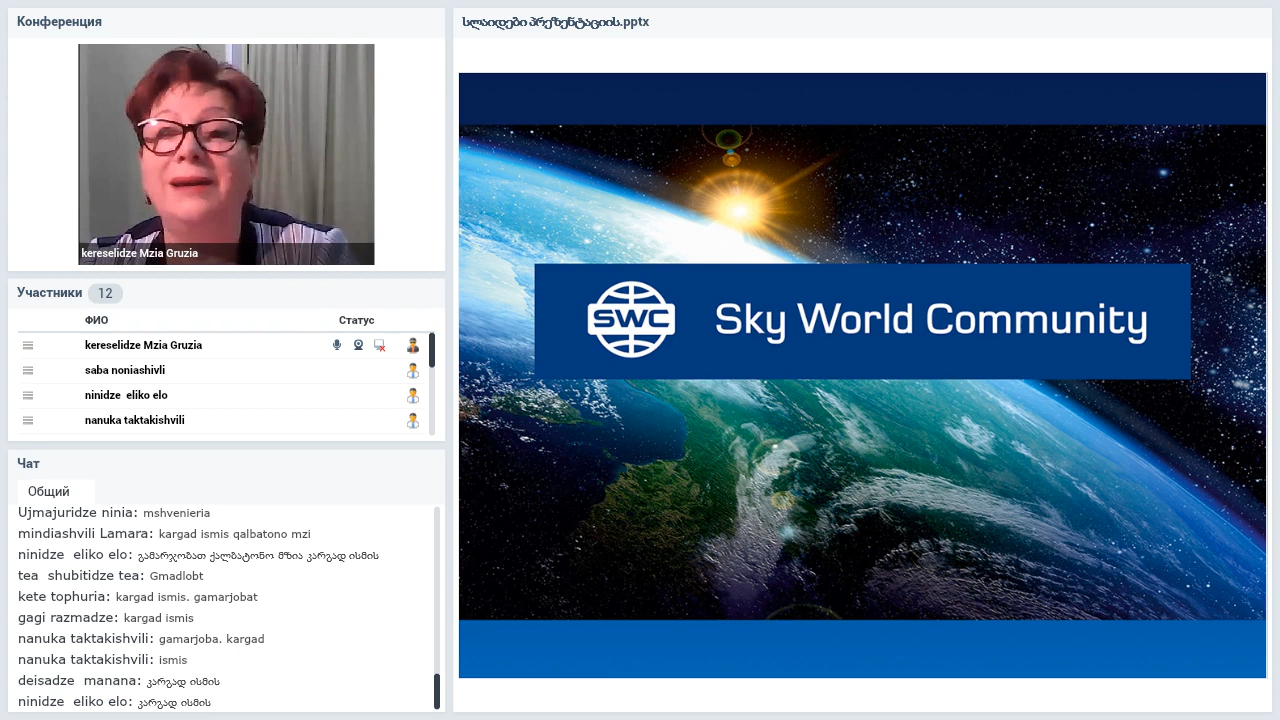 Конференция
kereselidze Mzia Gruzia
Участники 12
ФИО Статус
kereselidze Mzia Gruzia
saba noniashivli
ninidze eliko elo
nanuka taktakishvili
Чат
Общий
Ujmajuridze ninia: mshvenieria
mindiashvili Lamara: kargad ismis qalbatono mzi
ninidze eliko elo: გამარჯობათ ქალბატონო მზია კარგად ისმის
tea shubitidze tea: Gmadlobt
kete tophuria: kargad ismis. gamarjobat
gagi razmadze: kargad ismis
nanuka taktakishvili: gamarjoba. kargad
nanuka taktakishvili: ismis
deisadze manana: კარგად ისმის
ninidze eliko elo: კარგად ისმის
სლაიდები პრეზენტაციის.pptx
SWC Sky World Community